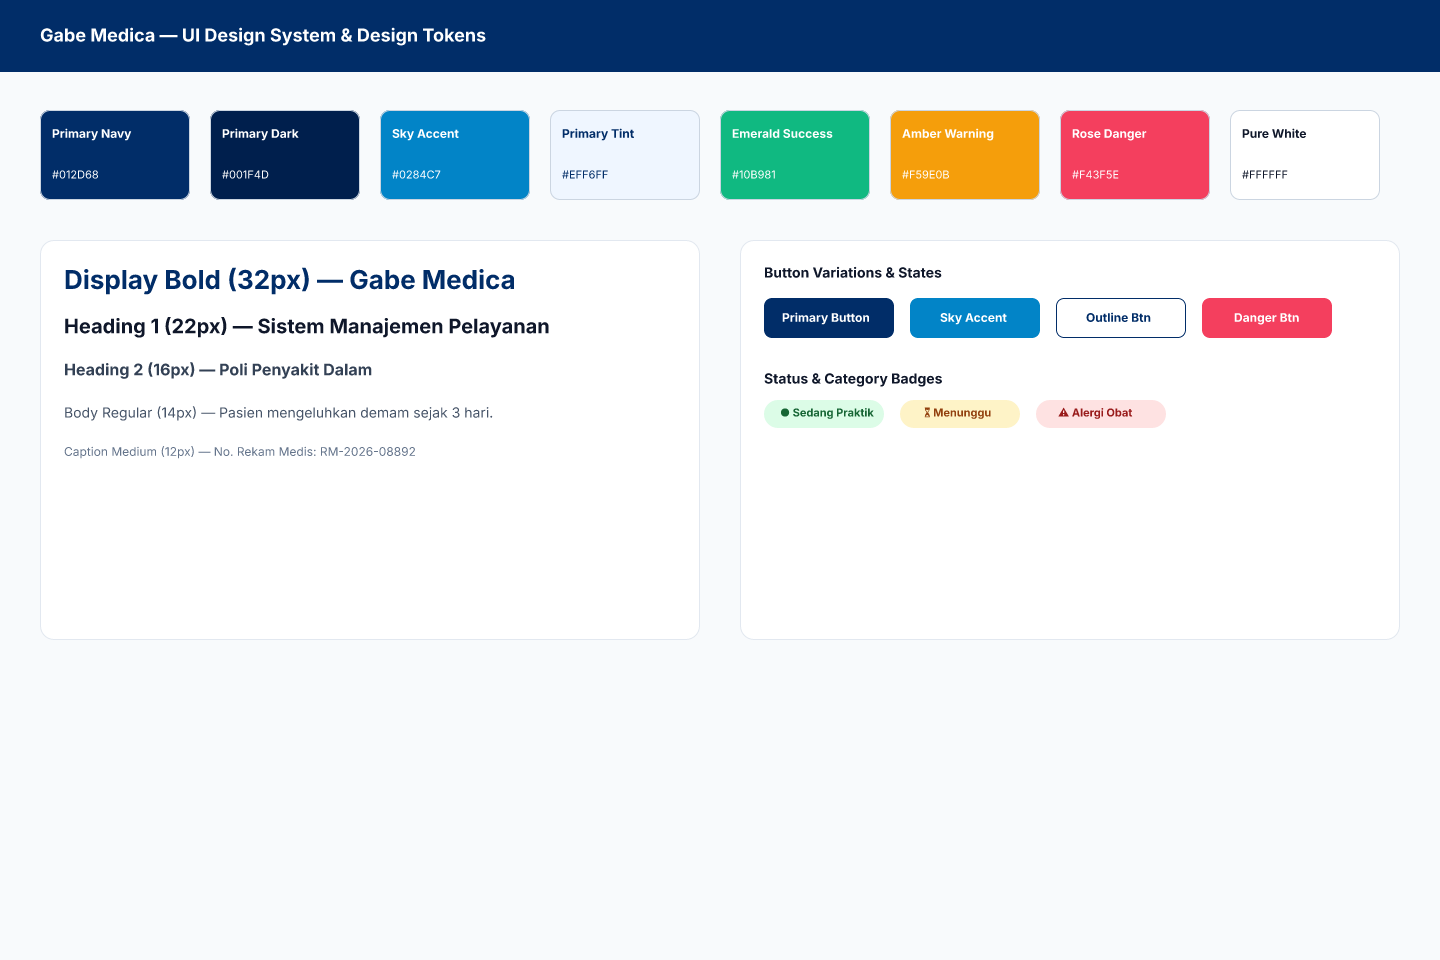 Gabe Medica — UI Design System & Design Tokens
Primary Navy
#012D68
Primary Dark
#001F4D
Sky Accent
#0284C7
Primary Tint
#EFF6FF
Emerald Success
#10B981
Amber Warning
#F59E0B
Rose Danger
#F43F5E
Pure White
#FFFFFF
Display Bold (32px) — Gabe Medica
Heading 1 (22px) — Sistem Manajemen Pelayanan
Heading 2 (16px) — Poli Penyakit Dalam
Body Regular (14px) — Pasien mengeluhkan demam sejak 3 hari.
Caption Medium (12px) — No. Rekam Medis: RM-2026-08892
Button Variations & States
Primary Button
Sky Accent
Outline Btn
Danger Btn
Status & Category Badges
● Sedang Praktik
⏳ Menunggu
⚠ Alergi Obat